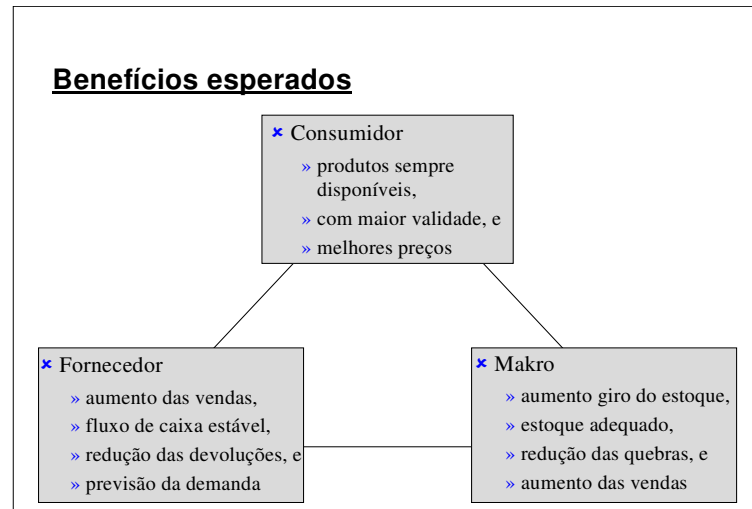 Benefícios esperados
× Consumidor
» produtos sempre
disponíveis,
» com maior validade, e
» melhores preços
× Fornecedor
» aumento das vendas,
» fluxo de caixa estável,
» redução das devoluções, e
» previsão da demanda
× Makro
» aumento giro do estoque,
» estoque adequado,
» redução das quebras, e
» aumento das vendas